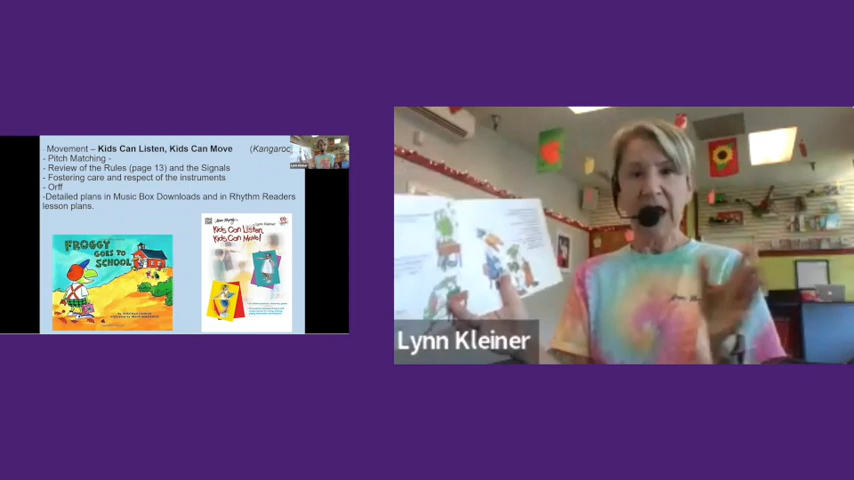 - Movement – Kids Can Listen, Kids Can Move (Kangaroo
- Pitch Matching -
- Review of the Rules (page 13) and the Signals
- Fostering care and respect of the instruments
- Orff
-Detailed plans in Music Box Downloads and in Rhythm Readers
lesson plans.
FROGGY
GOES TO
SCHOOL
Lynn Kleiner
Kids Can Listen,
Kids Can Move!
Lynn Kleiner